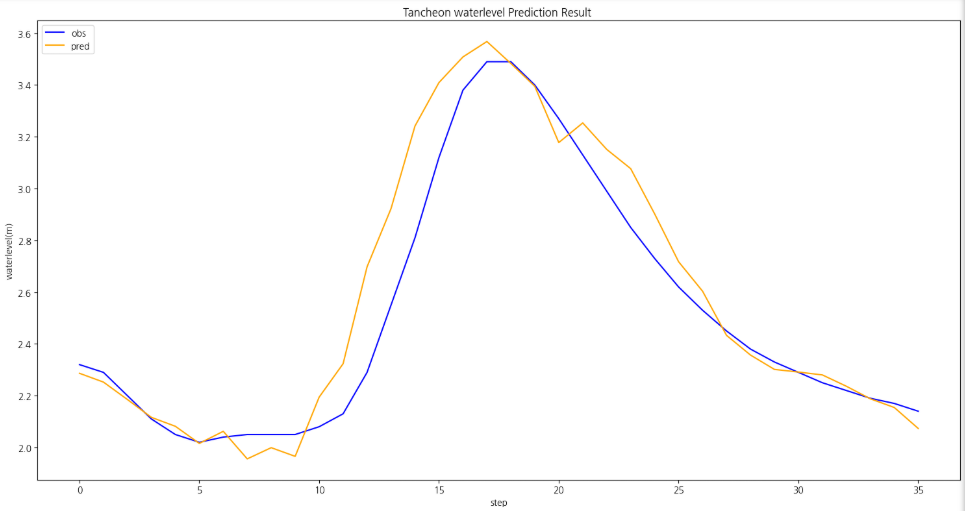 Tancheon waterlevel Prediction Result
obs
pred
3.6
3.4
3.2
3.0
2.8
2.6
2.4
2.2
2.0
waterlevel(m)
0 5 10 15 20 25 30 35
step